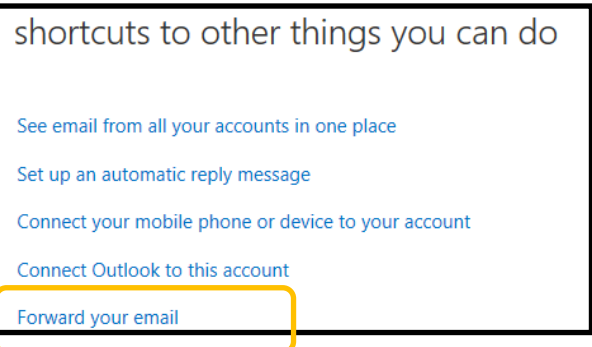 shortcuts to other things you can do
See email from all your accounts in one place
Set up an automatic reply message
Connect your mobile phone or device to your account
Connect Outlook to this account
Forward your email